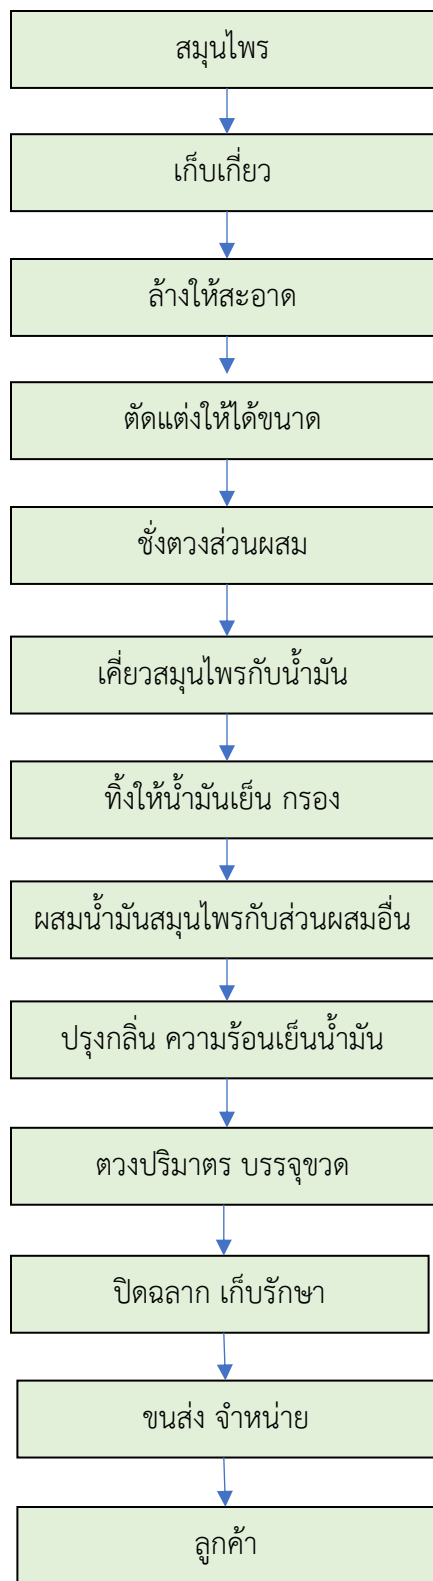 สมุนไพร
เก็บเกี่ยว
ล้างให้สะอาด
ตัดแต่งให้ได้ขนาด
ชั่งตวงส่วนผสม
เคี่ยวสมุนไพรกับน้ำมัน
ทิ้งให้น้ำมันเย็น กรอง
ผสมน้ำมันสมุนไพรกับส่วนผสมอื่น
ปรุงกลิ่น ความร้อนเย็นน้ำมัน
ตวงปริมาตร บรรจุขวด
ปิดฉลาก เก็บรักษา
ขนส่ง จำหน่าย
ลูกค้า